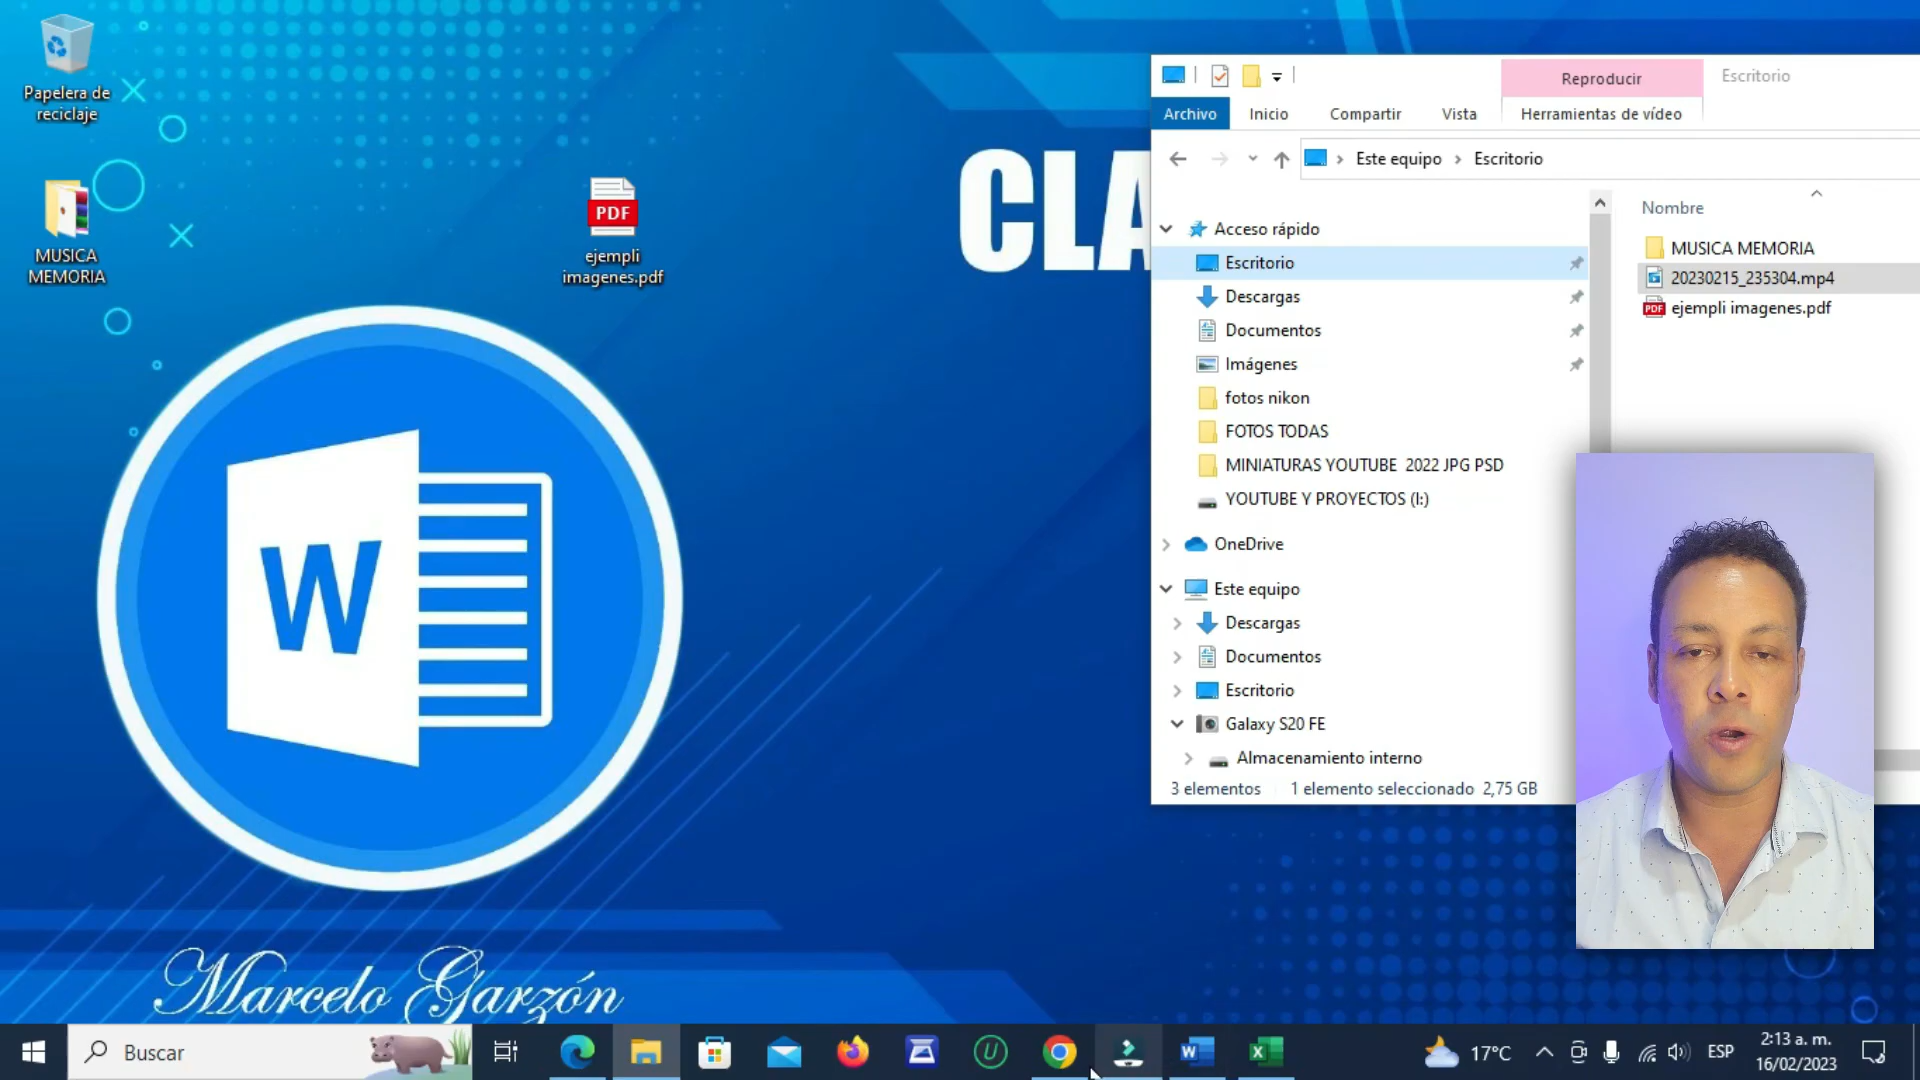 Papelera de
reciclaje
MUSICA
MEMORIA
PDF
ejempli
imagenes.pdf
CLA
W
Marcelo Garzón
Reproducir
Escritorio
Archivo
Inicio
Compartir
Vista
Herramientas de vídeo
Este equipo
Escritorio
Nombre
Acceso rápido
Escritorio
Descargas
Documentos
Imágenes
fotos nikon
FOTOS TODAS
MINIATURAS YOUTUBE 2022 JPG PSD
YOUTUBE Y PROYECTOS (I:)
OneDrive
Este equipo
Descargas
Documentos
Escritorio
Galaxy S20 FE
Almacenamiento interno
MUSICA MEMORIA
20230215_235304.mp4
PDF ejempli imagenes.pdf
3 elementos 1 elemento seleccionado 2,75 GB
Buscar
U
W
X
17°C
ESP
2:13 a. m.
16/02/2023